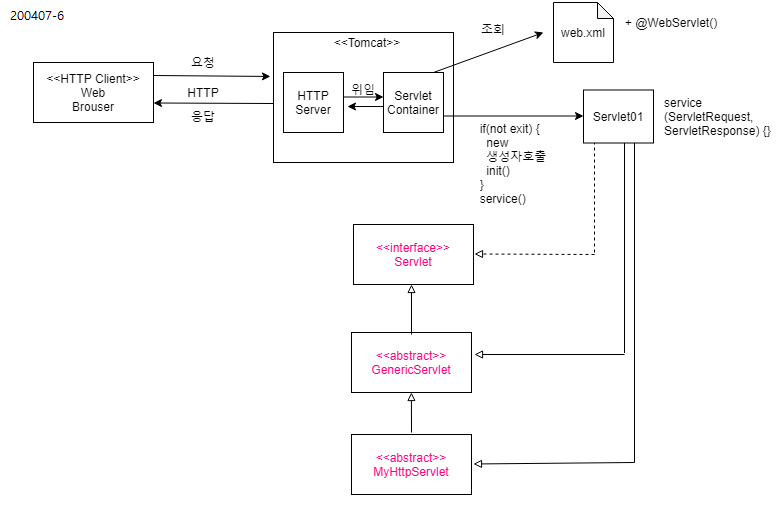 200407-6
<<HTTP Client>>
Web
Brouser
요청
HTTP
응답
<<Tomcat>>
HTTP
Server
위임
Servlet
Container
조회
web.xml
+ @WebServlet()
if(not exit) {
new
생성자호출
init()
}
service()
Servlet01
service
(ServletRequest,
ServletResponse) {}
<<interface>>
Servlet
<<abstract>>
GenericServlet
<<abstract>>
MyHttpServlet